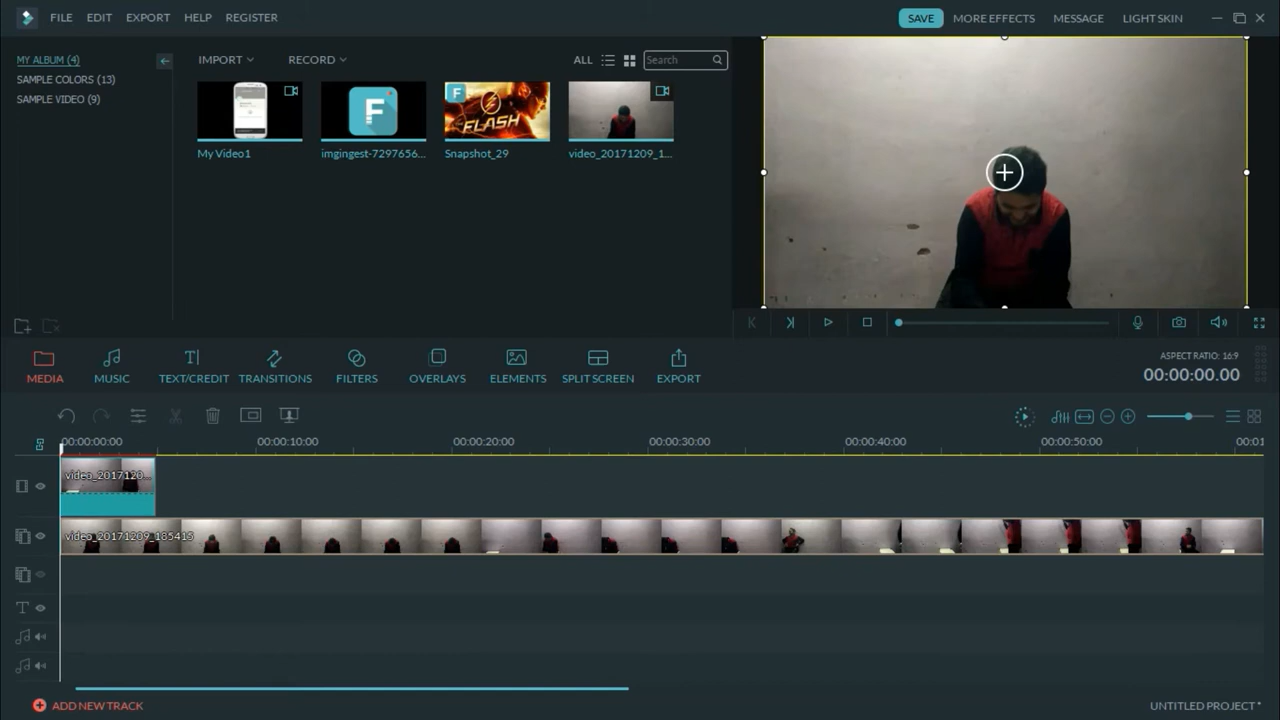 FILE EDIT EXPORT HELP REGISTER SAVE MORE EFFECTS MESSAGE LIGHT SKIN
MY ALBUM (4)
SAMPLE COLORS (13)
SAMPLE VIDEO (9)
IMPORT RECORD ALL Search
F
F
FLASH
My Video1 imgingest-7297656... Snapshot_29 video_20171209_1...
MEDIA MUSIC TEXT/CREDIT TRANSITIONS FILTERS OVERLAYS ELEMENTS SPLIT SCREEN EXPORT
ASPECT RATIO: 16:9
00:00:00.00
00:00:00:00 00:00:10:00 00:00:20:00 00:00:30:00 00:00:40:00 00:00:50:00 00:01
video_2017120...
video_20171209_185415
ADD NEW TRACK UNTITLED PROJECT*